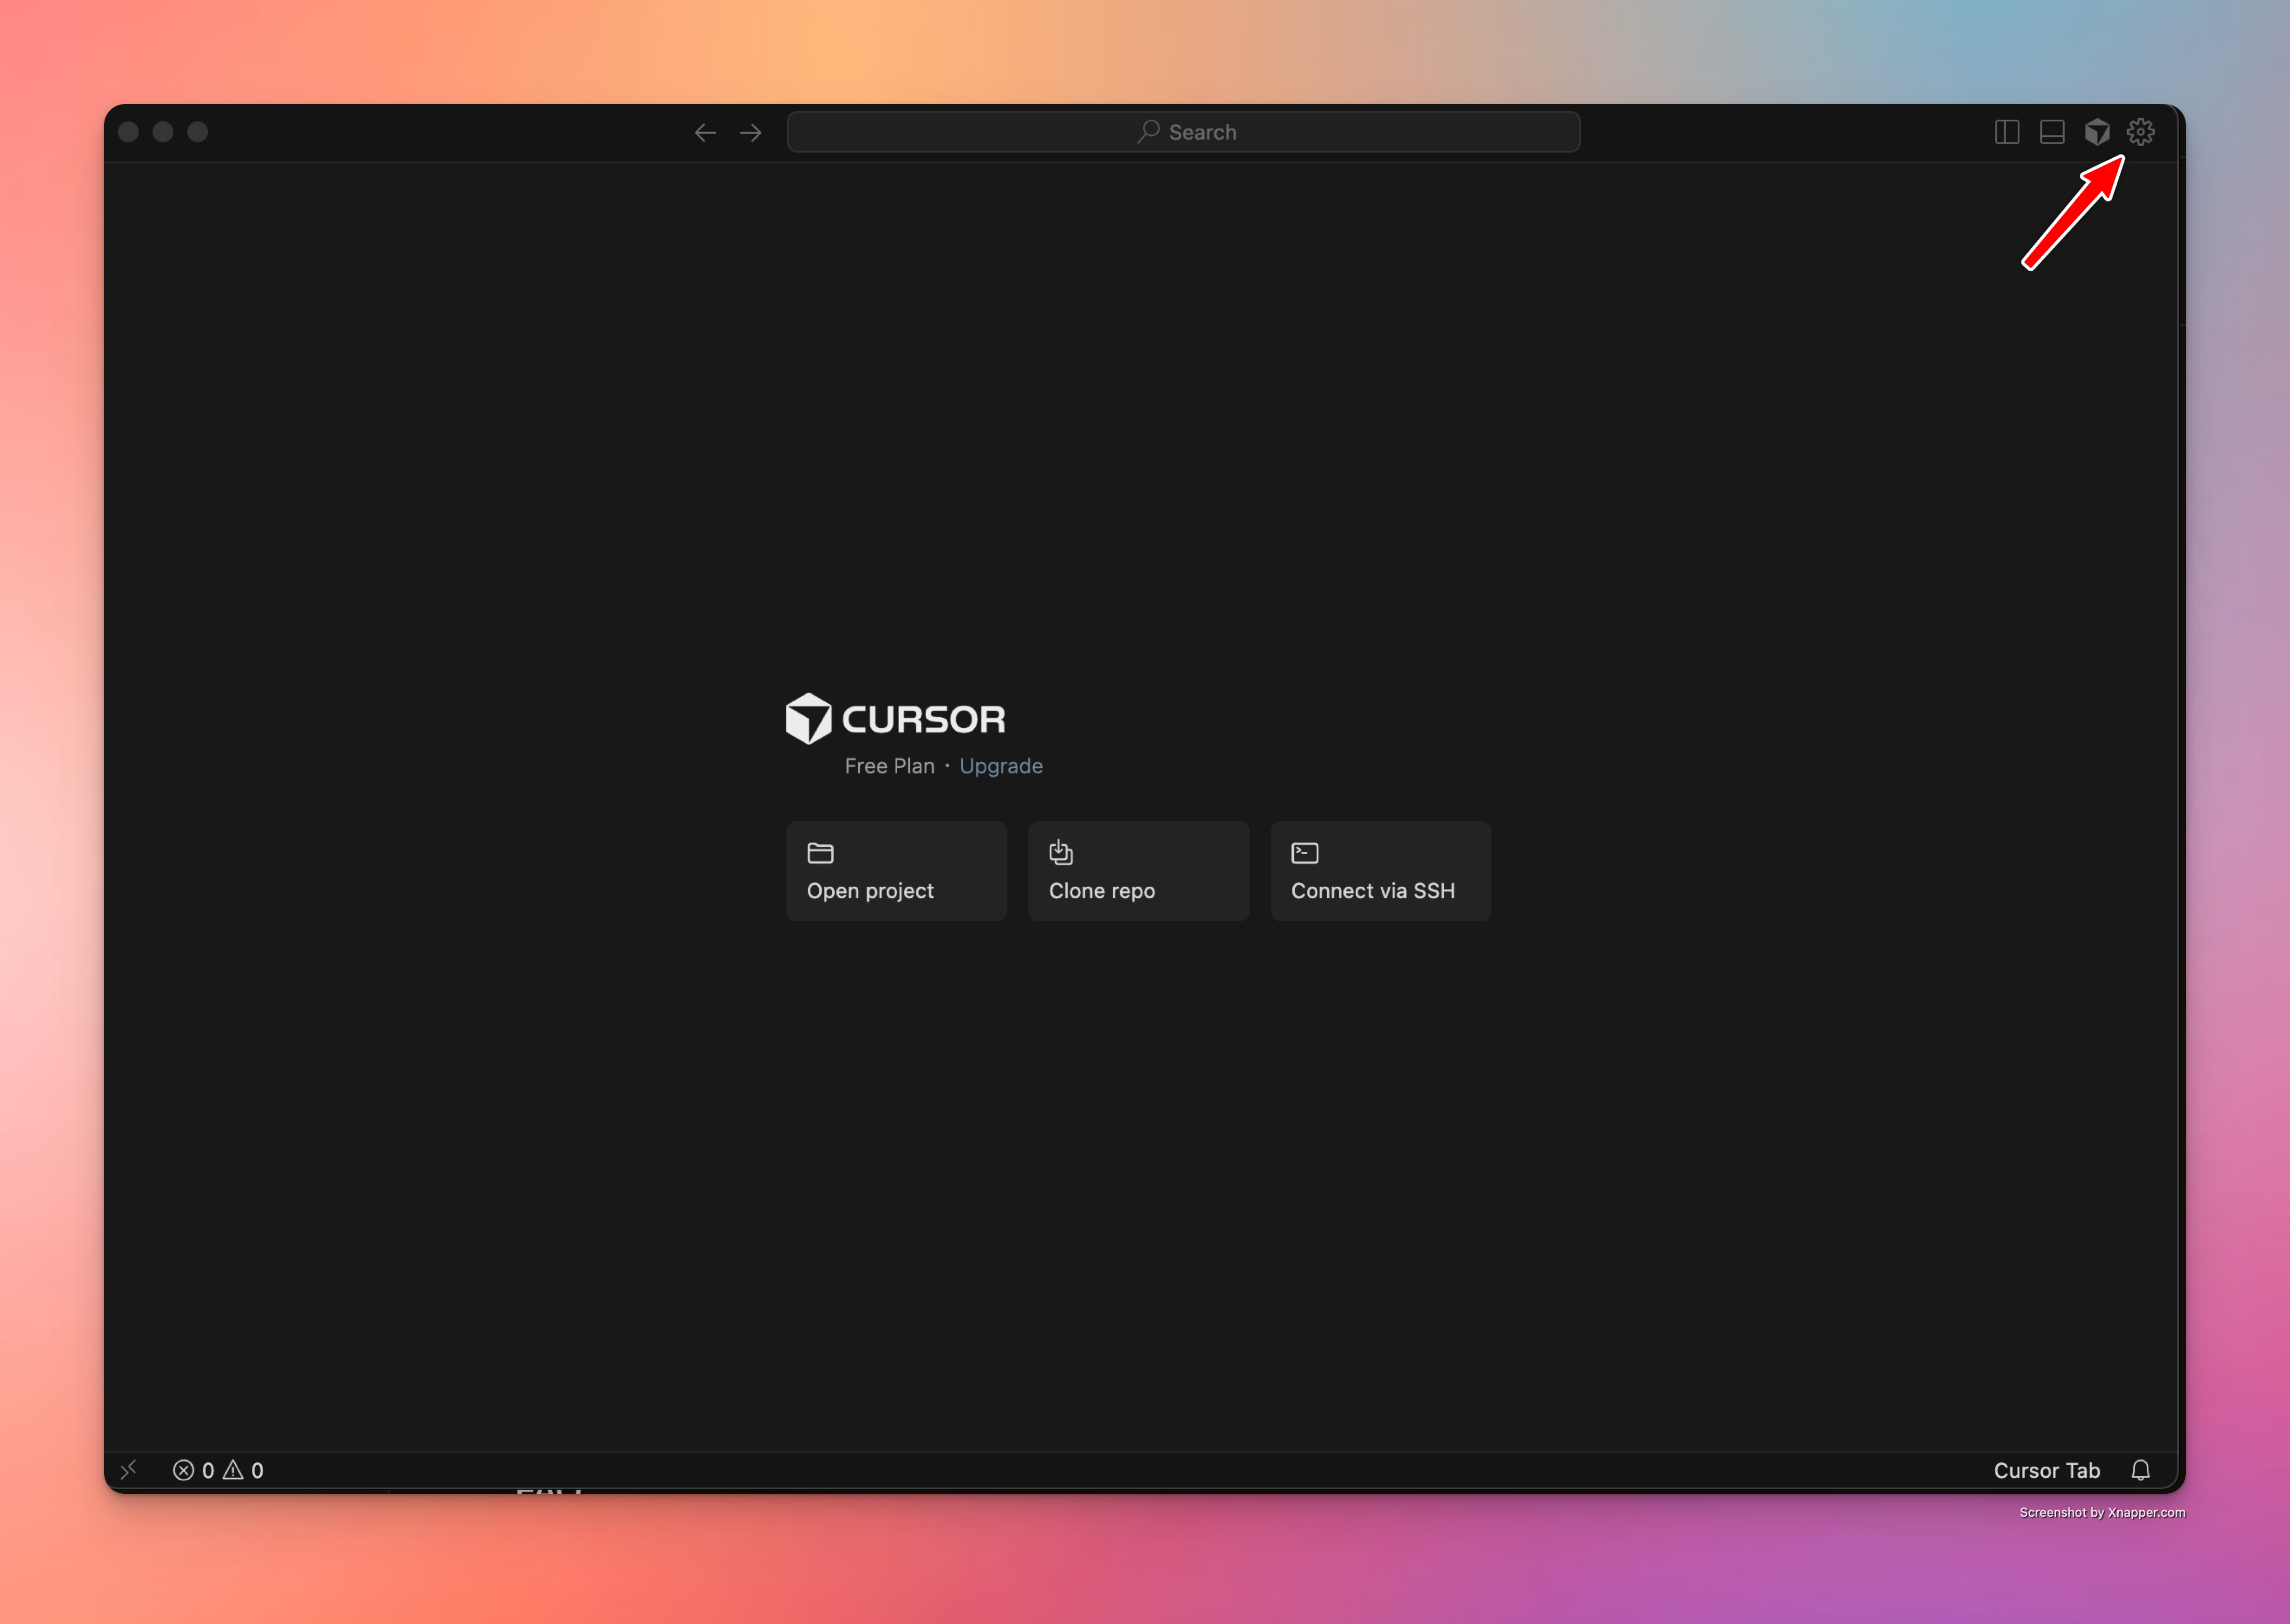 Search
CURSOR
Free Plan · Upgrade
Open project
Clone repo
Connect via SSH
0 0
Cursor Tab
Screenshot by Xnapper.com